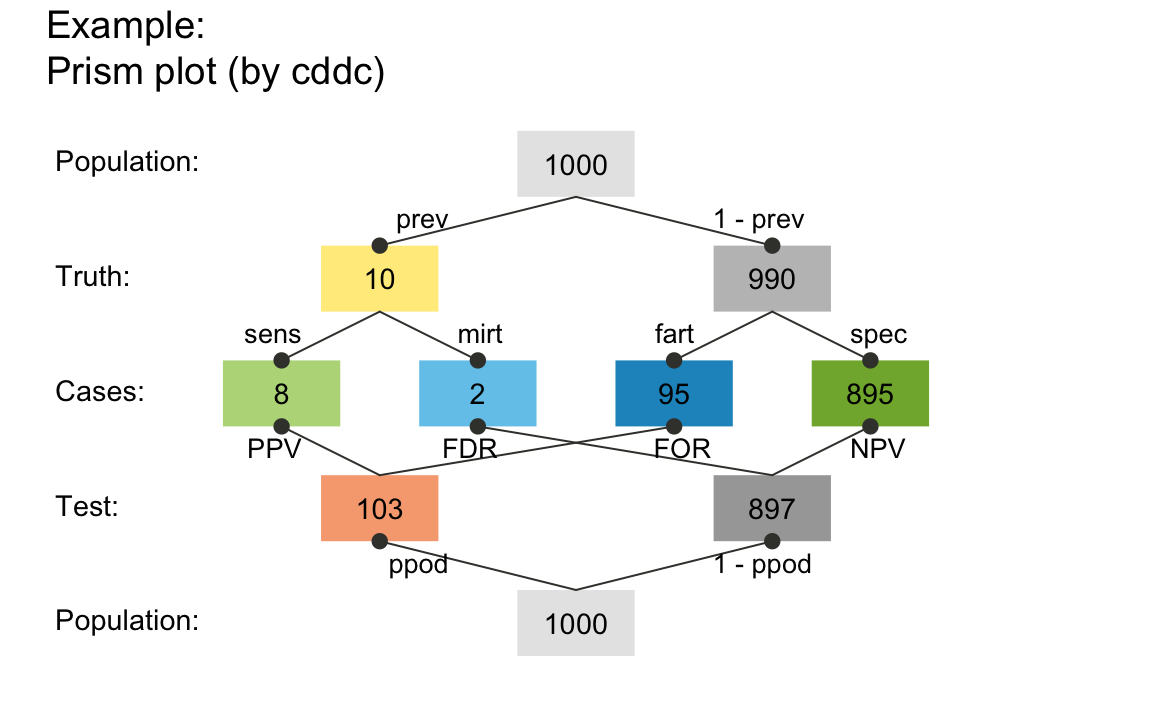 Example:
Prism plot (by cddc)
Population:
1000
prev
1 - prev
Truth:
10
990
sens
mirt
fart
spec
Cases:
8
2
95
895
PPV
FDR
FOR
NPV
Test:
103
897
ppod
1 - ppod
Population:
1000